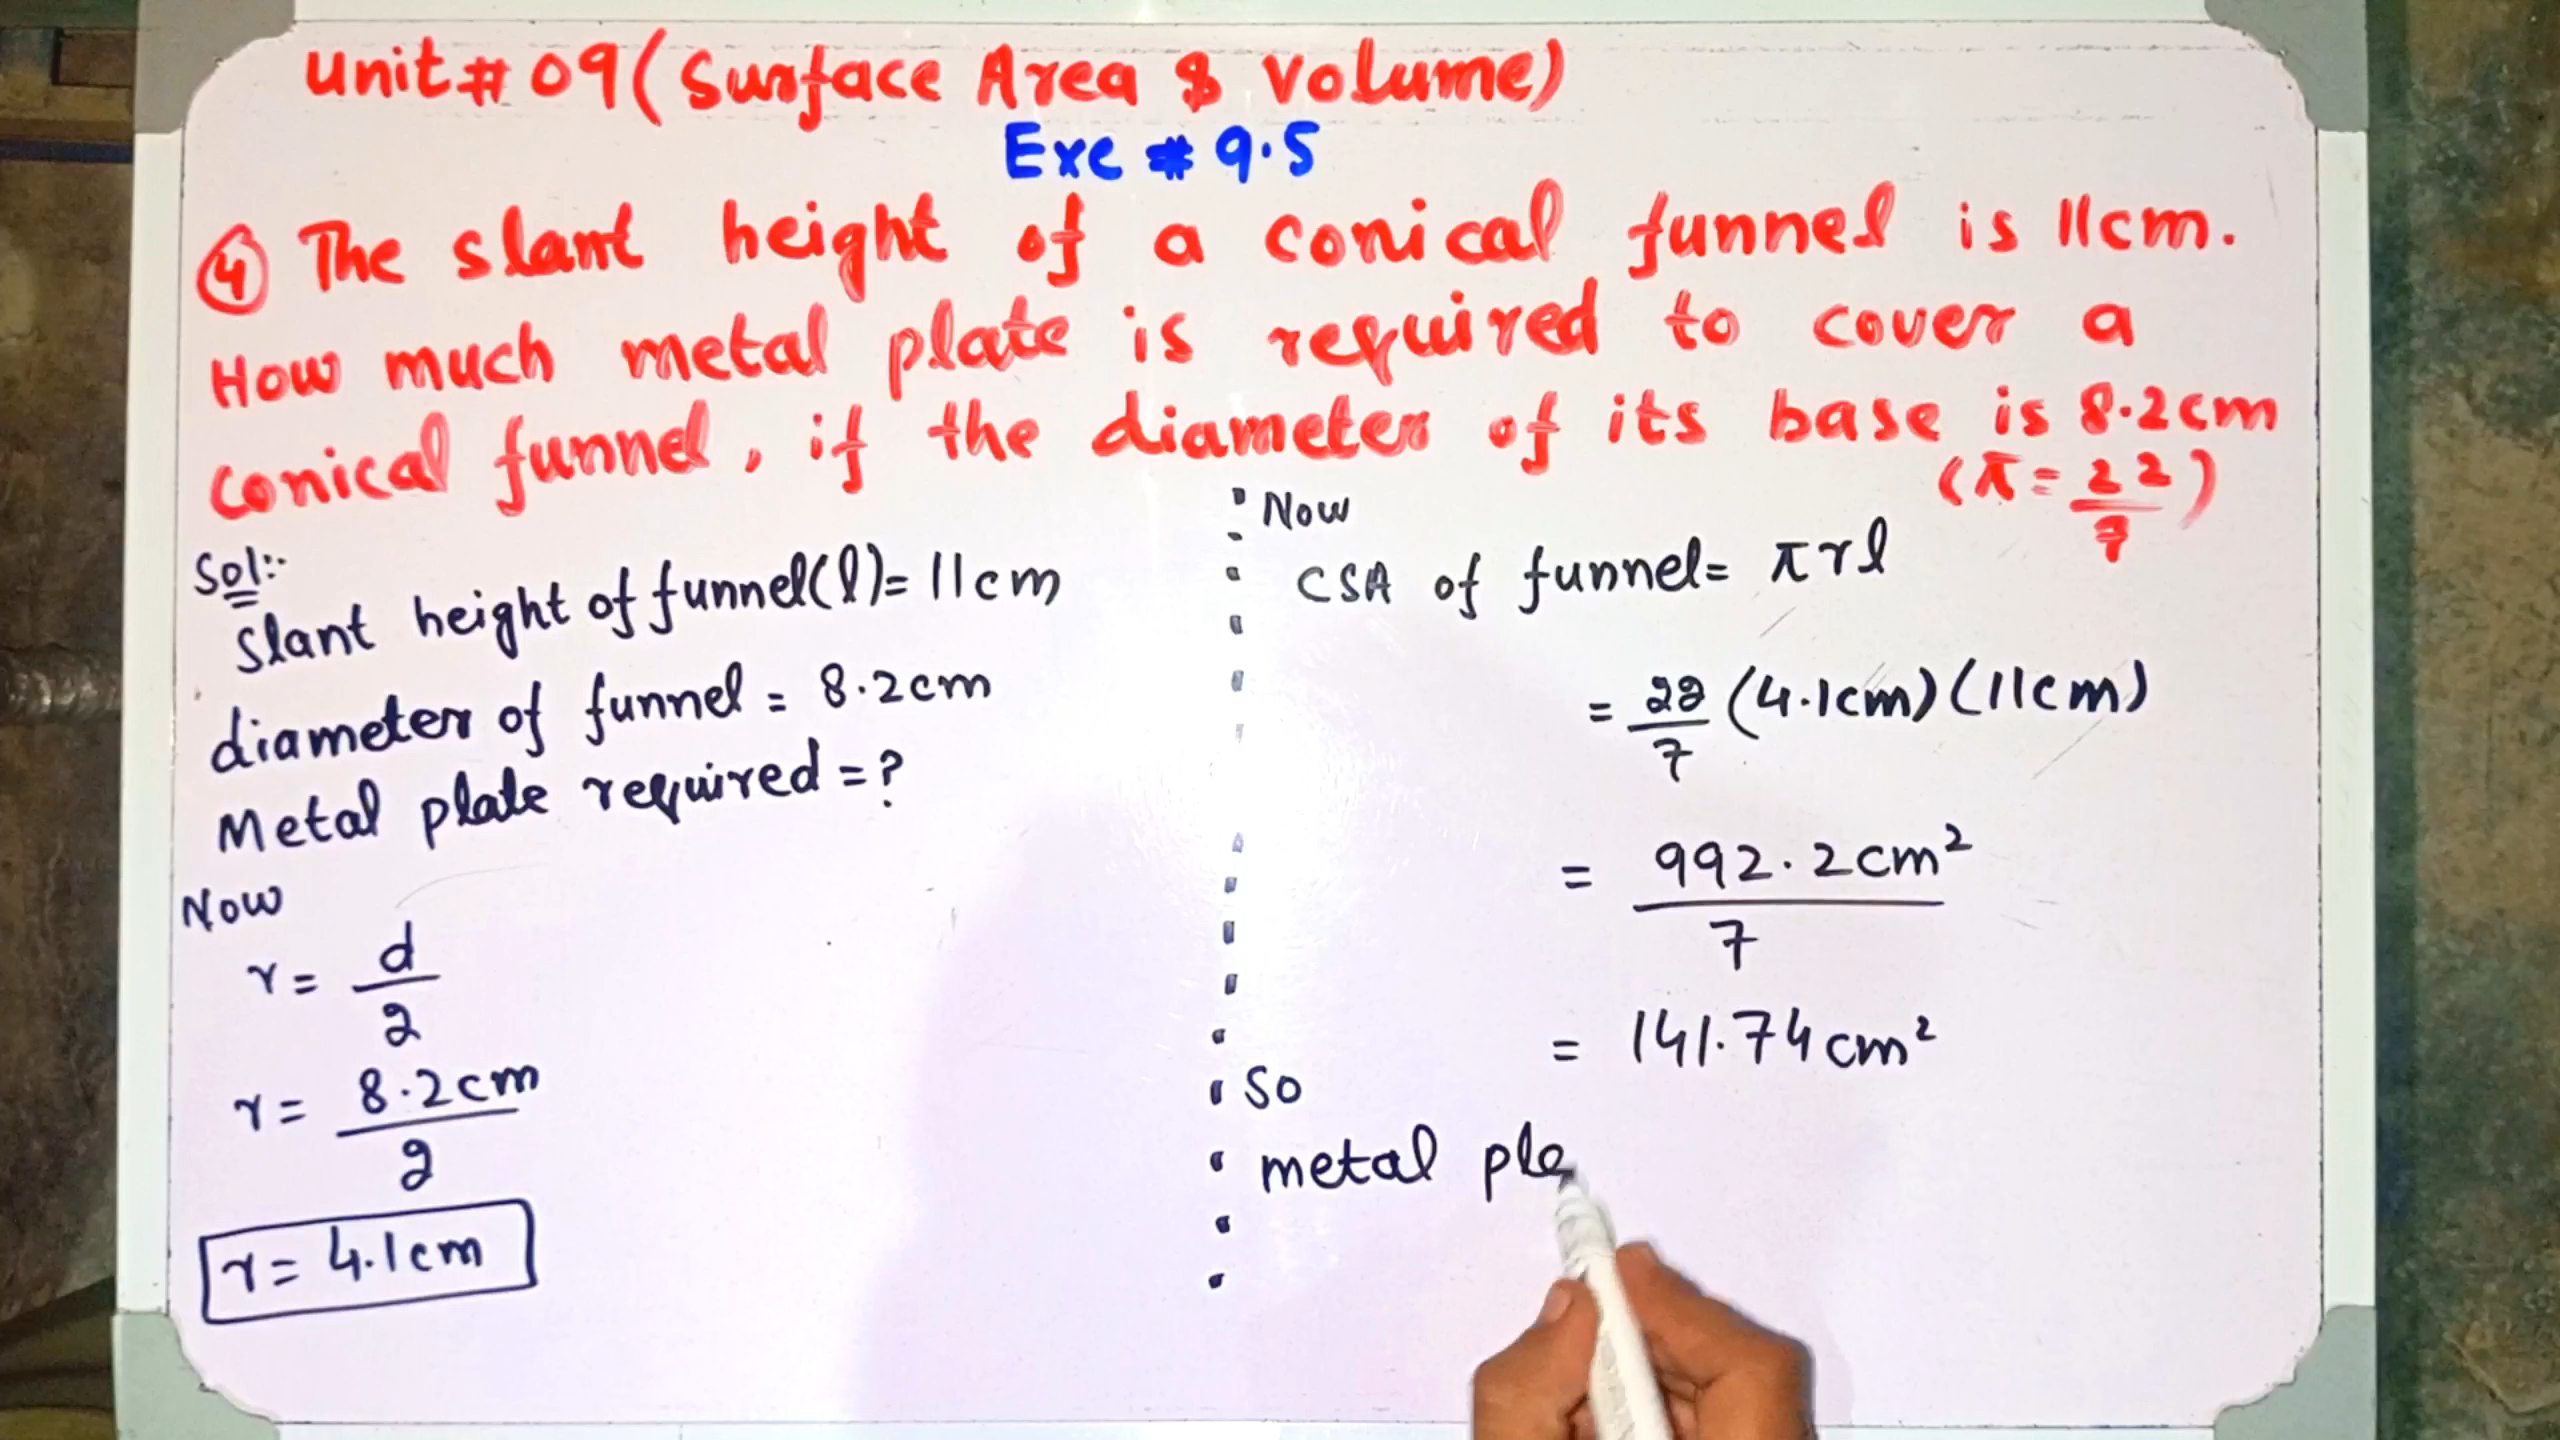 Unit # 09 (Surface Area & Volume)
Exe # 9.5
④ The slant height of a conical funnel is 11cm.
How much metal plate is required to cover a
conical funnel, if the diameter of its base is 8.2cm
(π = 22/7)
Sol:-
Slant height of funnel(l) = 11cm
diameter of funnel = 8.2cm
Metal plate required = ?
Now
r = d/2
r = 8.2cm/2
r = 4.1cm
Now
CSA of funnel = πrl
= 22/7 (4.1cm) (11cm)
= 992.2cm²/7
= 141.74cm²
So
metal pla